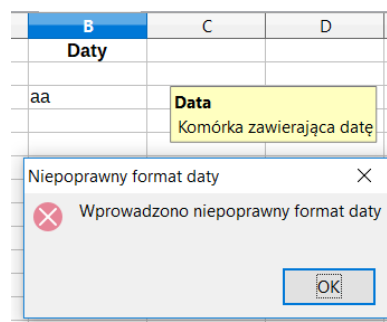 B C D
Daty
aa
Data
Komórka zawierająca datę
Niepoprawny format daty
Wprowadzono niepoprawny format daty
OK